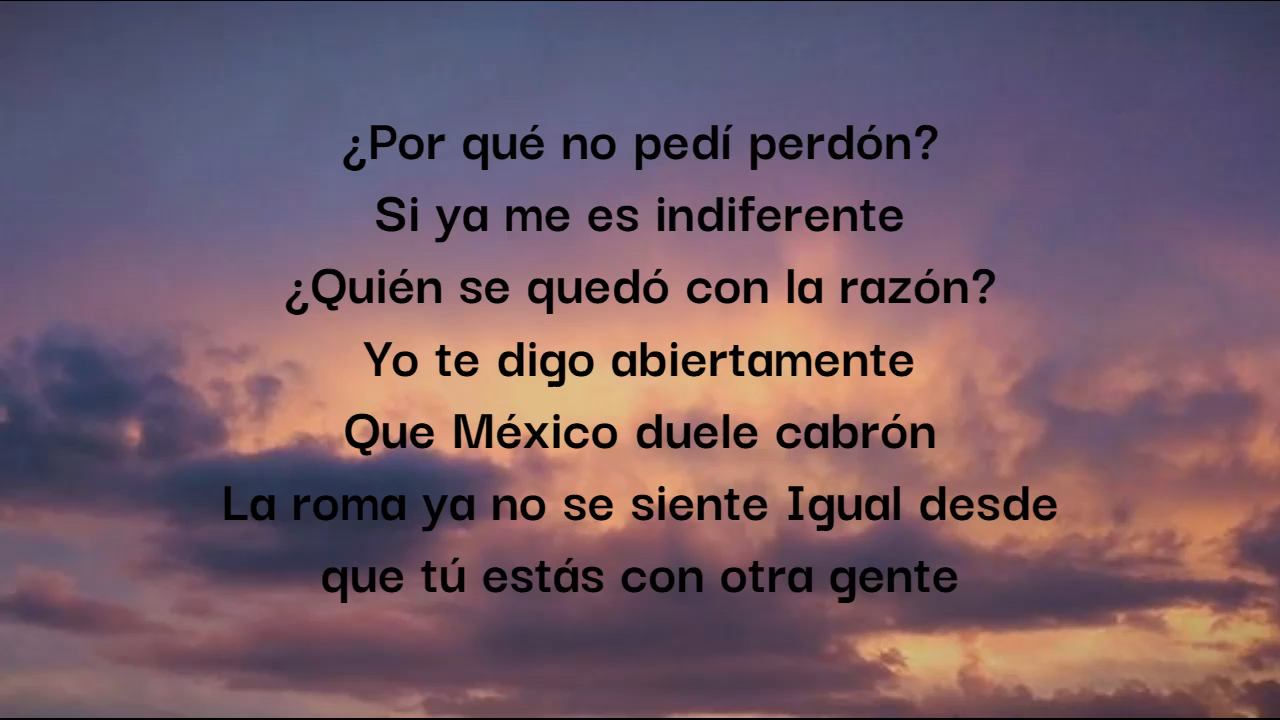 ¿Por qué no pedí perdón?
Si ya me es indiferente
¿Quién se quedó con la razón?
Yo te digo abiertamente
Que México duele cabrón
La roma ya no se siente Igual desde
que tú estás con otra gente